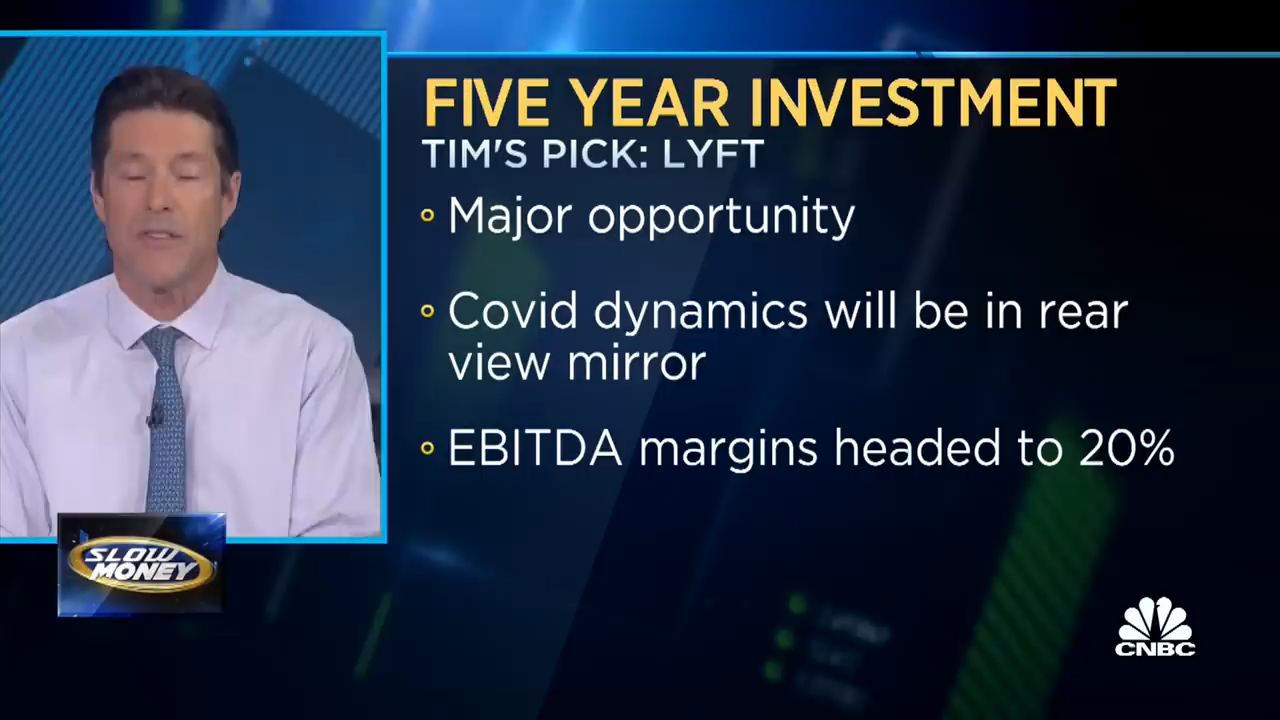 FIVE YEAR INVESTMENT
TIM'S PICK: LYFT
Major opportunity
Covid dynamics will be in rear
view mirror
EBITDA margins headed to 20%
SLOW
MONEY
CNBC